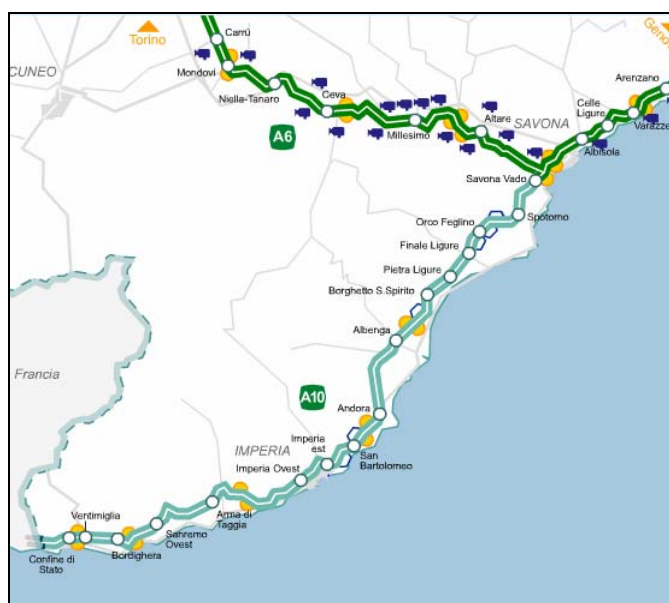 Torino
Genov
Carrù
CUNEO
Mondovì
Niella-Tanaro
Ceva
A6
Millesimo
Altare
SAVONA
Arenzano
Celle
Ligure
Varazze
Albisola
Savona Vado
Spotorno
Orco Feglino
Finale Ligure
Pietra Ligure
Borghetto S.Spirito
Albenga
Francia
A10
Andora
IMPERIA
Imperia
est
San
Bartolomeo
Imperia Ovest
Arma di
Taggia
Ventimiglia
Sanremo
Ovest
Bordighera
Confine di
Stato